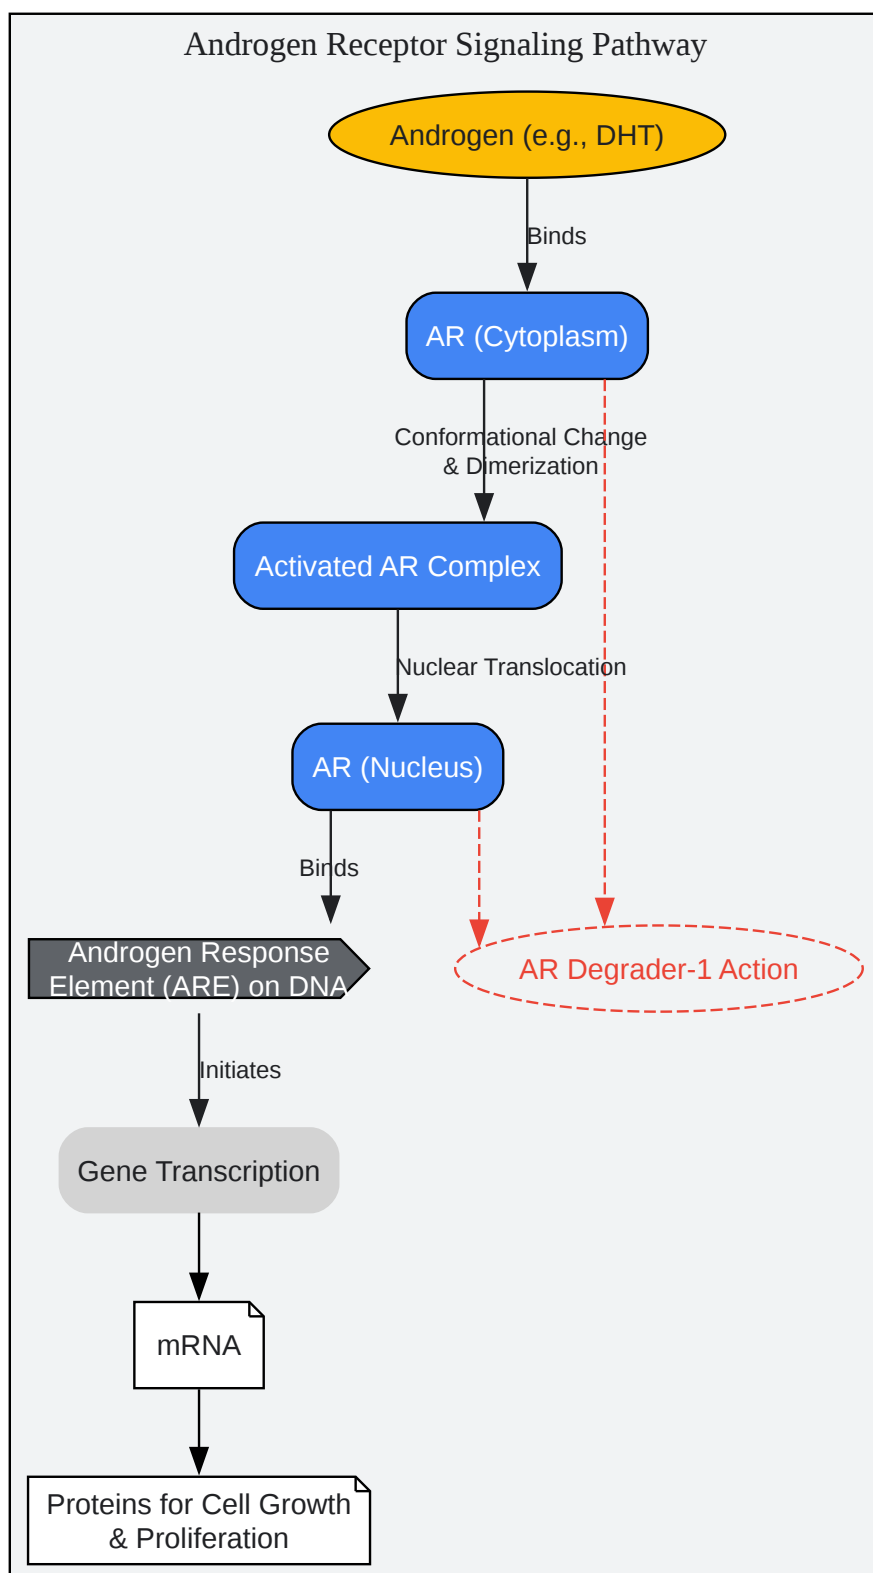 Androgen Receptor Signaling Pathway
Androgen (e.g., DHT)
Binds
AR (Cytoplasm)
Conformational Change
& Dimerization
Activated AR Complex
Nuclear Translocation
AR (Nucleus)
Binds
Androgen Response
Element (ARE) on DNA
AR Degrader-1 Action
Initiates
Gene Transcription
mRNA
Proteins for Cell Growth
& Proliferation